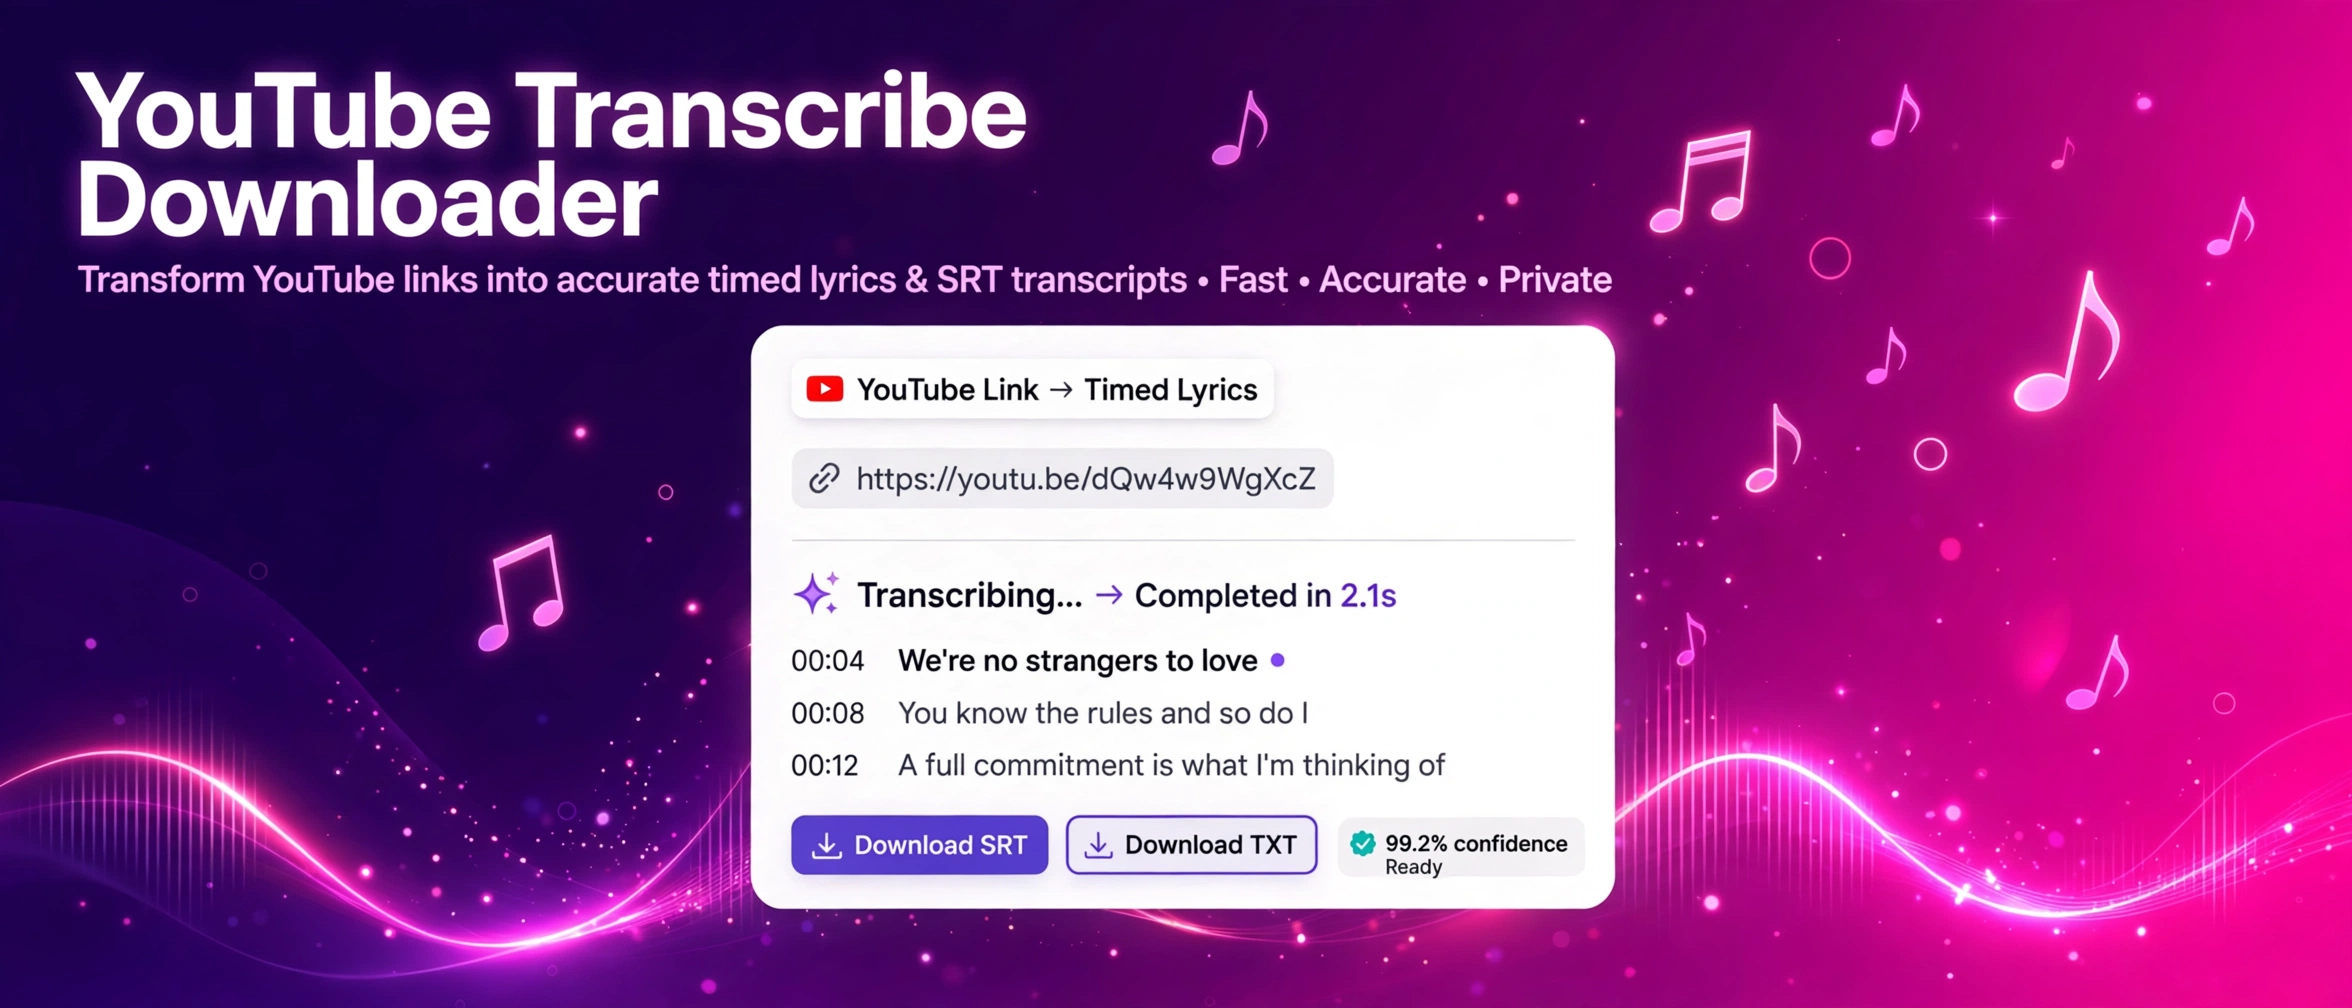 YouTube Transcribe
Downloader
Transform YouTube links into accurate timed lyrics & SRT transcripts • Fast • Accurate • Private
YouTube Link → Timed Lyrics
https://youtu.be/dQw4w9WgXcZ
Transcribing... → Completed in 2.1s
00:04 We're no strangers to love
00:08 You know the rules and so do I
00:12 A full commitment is what I'm thinking of
Download SRT
Download TXT
99.2% confidence
Ready